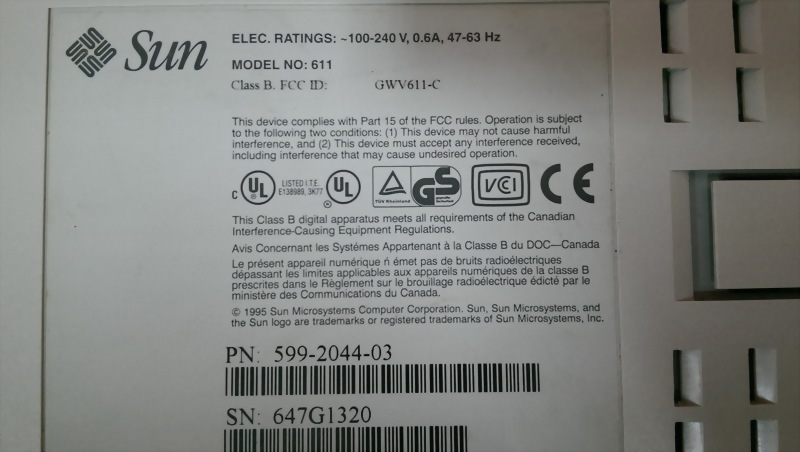 Sun
ELEC. RATINGS: ~100-240 V, 0.6A, 47-63 Hz
MODEL NO: 611
Class B. FCC ID: GWV611-C
This device complies with Part 15 of the FCC rules. Operation is subject
to the following two conditions: (1) This device may not cause harmful
interference, and (2) This device must accept any interference received,
including interference that may cause undesired operation.
C UL ® LISTED I.T.E. E138989, 3K77 UL ® TÜV Rheinland GS geprüfte Sicherheit VCI CE
This Class B digital apparatus meets all requirements of the Canadian
Interference-Causing Equipment Regulations.
Avis Concernant les Systémes Appartenant à la Classe B du DOC—Canada
Le présent appareil numérique ń émet pas de bruits radioélectriques
dépassant les limites applicables aux appareils numériques de la classe B
prescrites dans le Règlement sur le brouillage radioélectrique édicté par le
ministère des Communications du Canada.
© 1995 Sun Microsystems Computer Corporation. Sun, Sun Microsystems, and
the Sun logo are trademarks or registered trademarks of Sun Microsystems, Inc.
PN: 599-2044-03
SN: 647G1320